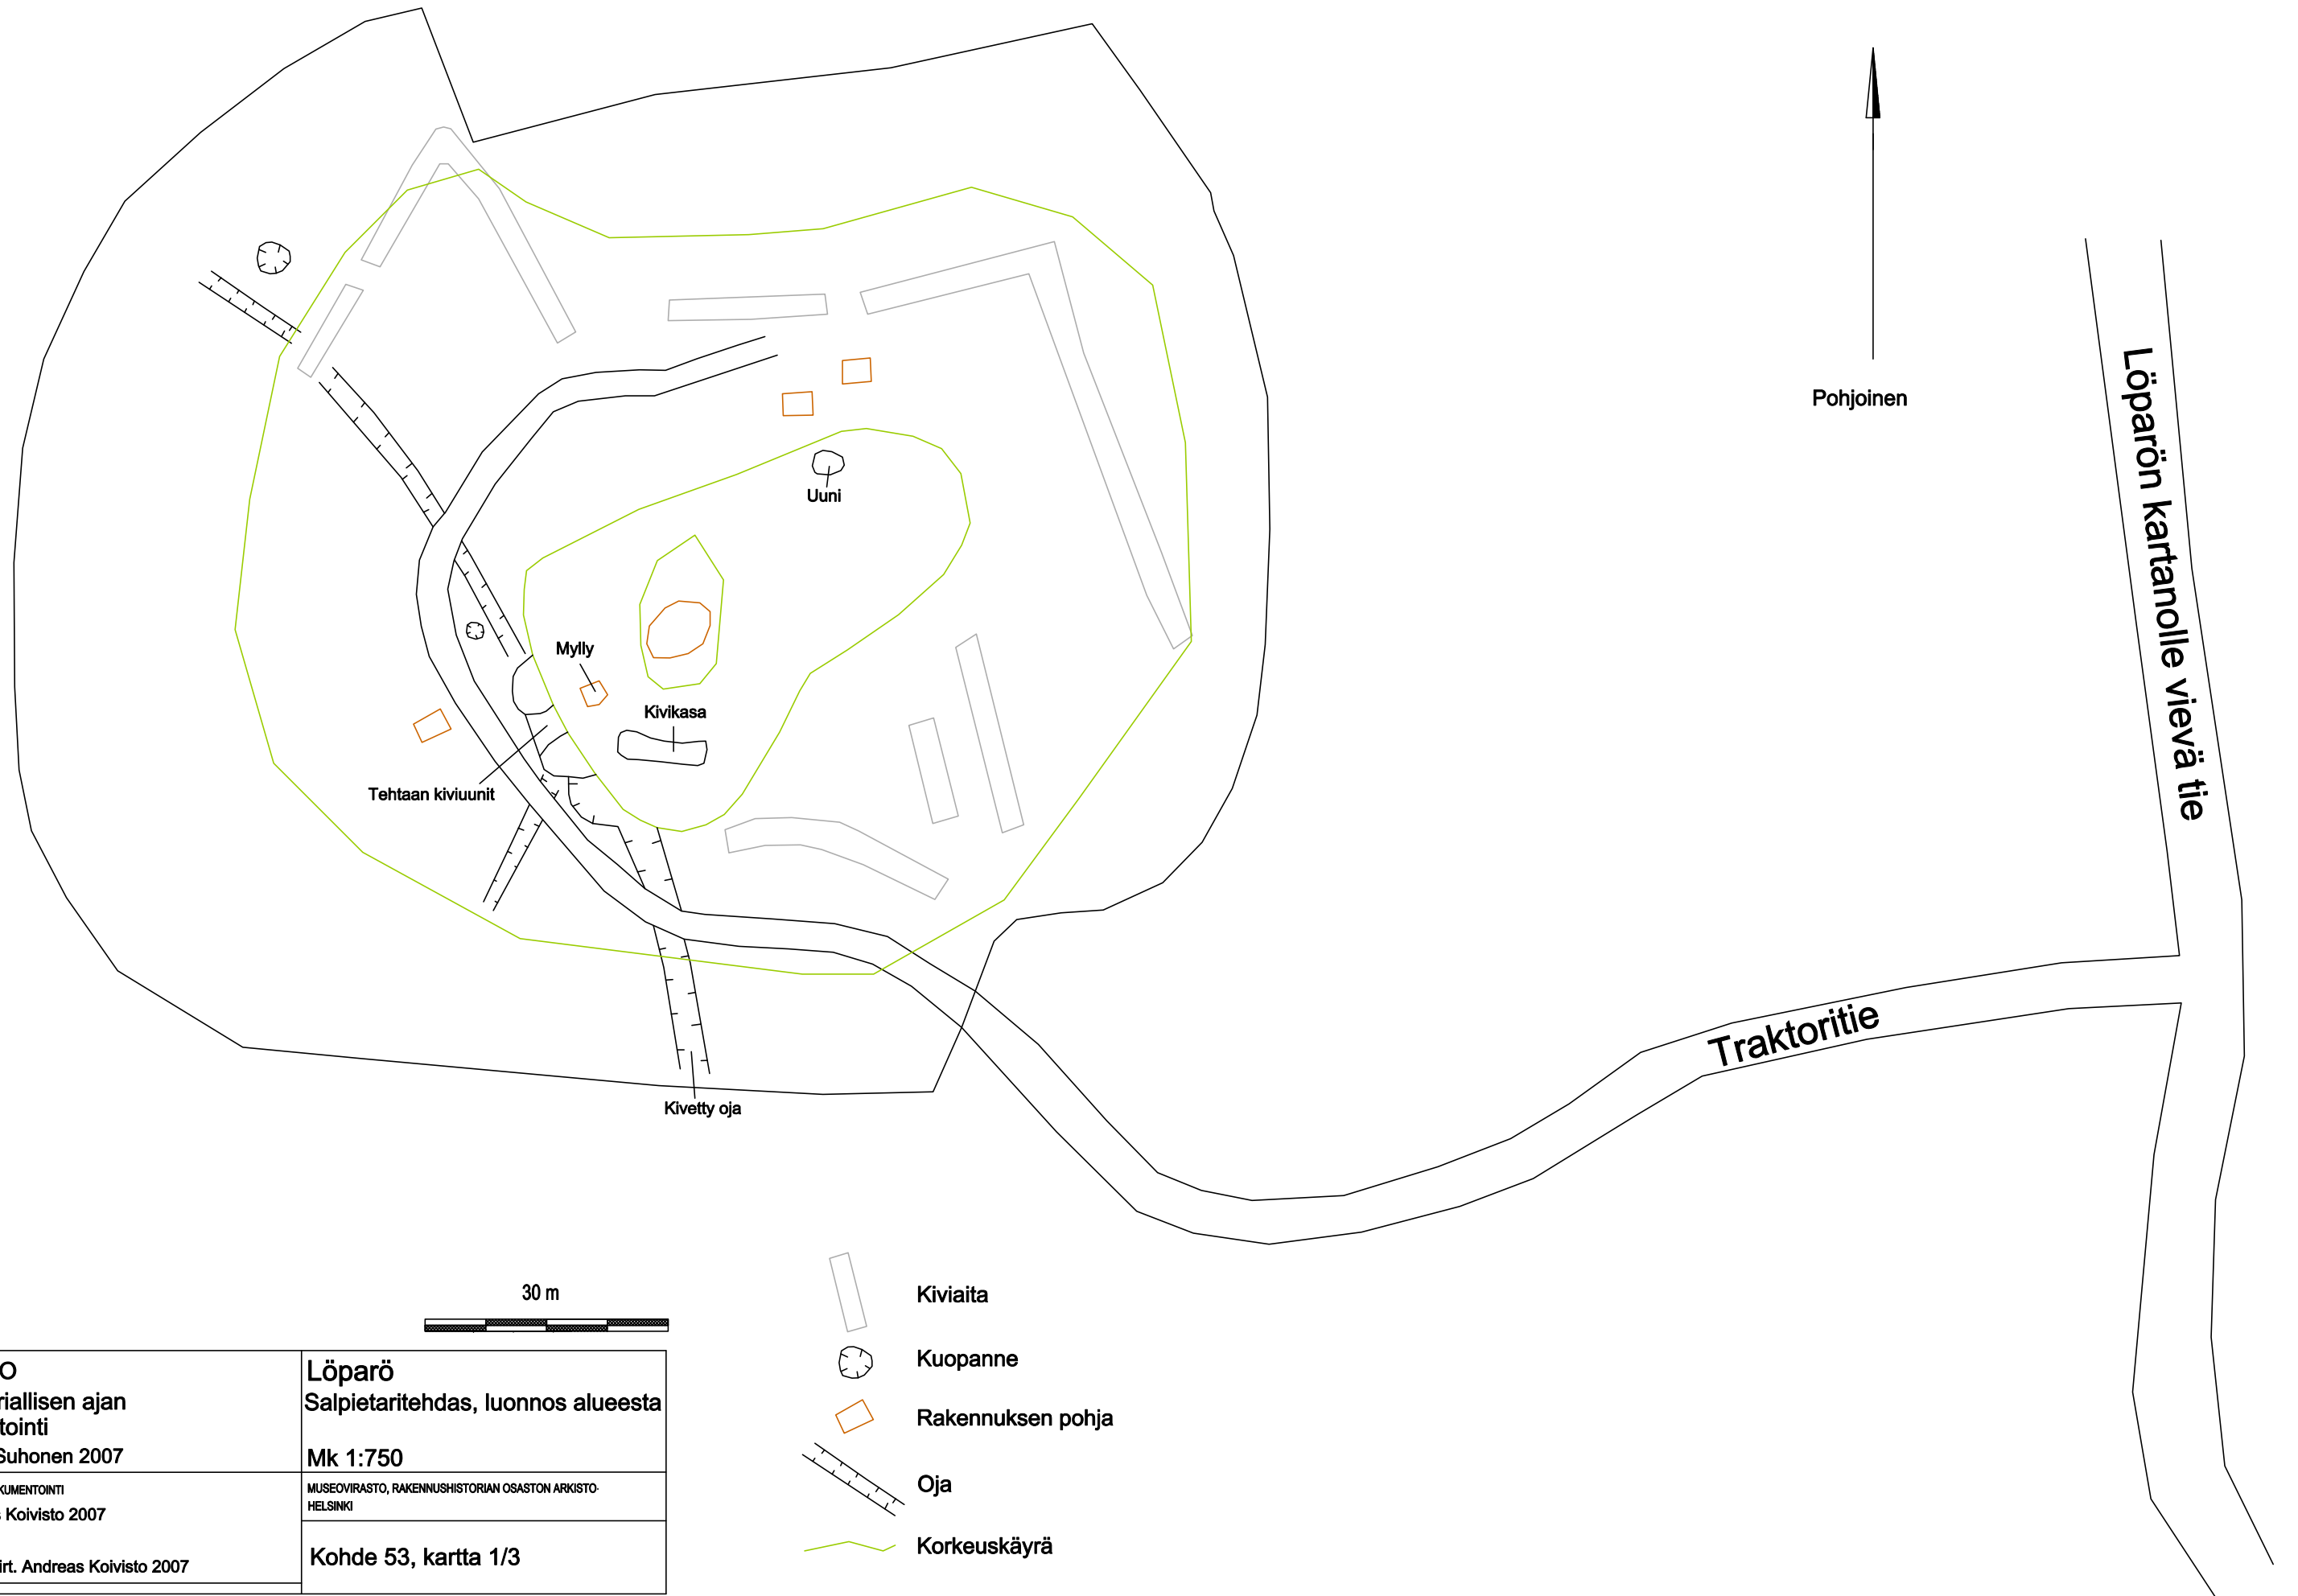 Pohjoinen
Löparön kartanolle vievä tie
Uuni
Mylly
Kivikasa
Tehtaan kiviuunit
Traktoritie
Kivetty oja
30 m
Kiviaita
Kuopanne
Rakennuksen pohja
Oja
Korkeuskäyrä
O
riallisen ajan
tointi
Suhonen 2007
KUMENTOINTI
s Koivisto 2007
irt. Andreas Koivisto 2007
Löparö
Salpietaritehdas, luonnos alueesta
Mk 1:750
MUSEOVIRASTO, RAKENNUSHISTORIAN OSASTON ARKISTO-
HELSINKI
Kohde 53, kartta 1/3